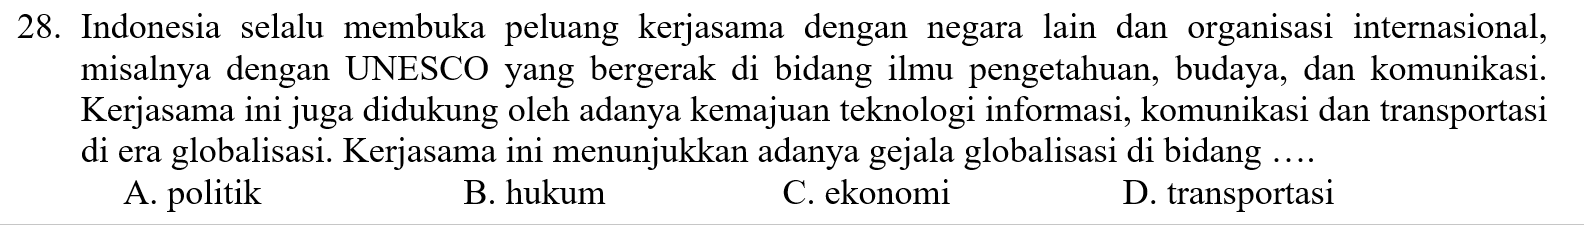 28. Indonesia selalu membuka peluang kerjasama dengan negara lain dan organisasi internasional,
misalnya dengan UNESCO yang bergerak di bidang ilmu pengetahuan, budaya, dan komunikasi.
Kerjasama ini juga didukung oleh adanya kemajuan teknologi informasi, komunikasi dan transportasi
di era globalisasi. Kerjasama ini menunjukkan adanya gejala globalisasi di bidang ….
A. politik B. hukum C. ekonomi D. transportasi